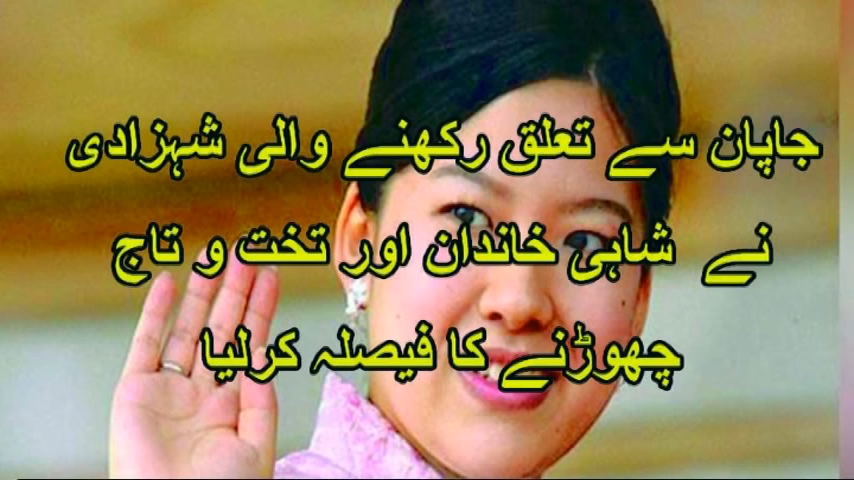 جاپان سے تعلق رکھنے والی شہزادی
نے شاہی خاندان اور تخت و تاج
چھوڑنے کا فیصلہ کرلیا